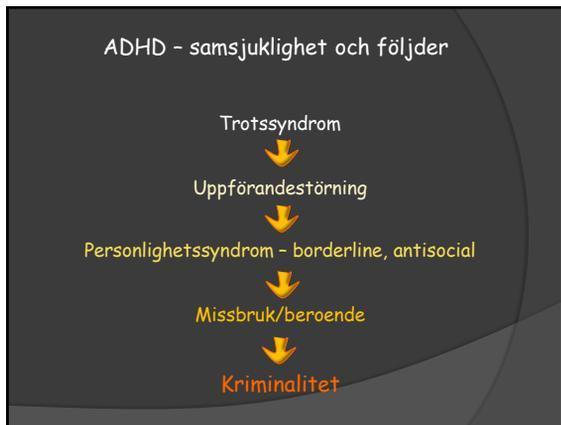 ADHD – samsjuklighet och följder
Trotssyndrom
Uppförandestörning
Personlighetssyndrom – borderline, antisocial
Missbruk/beroende
Kriminalitet